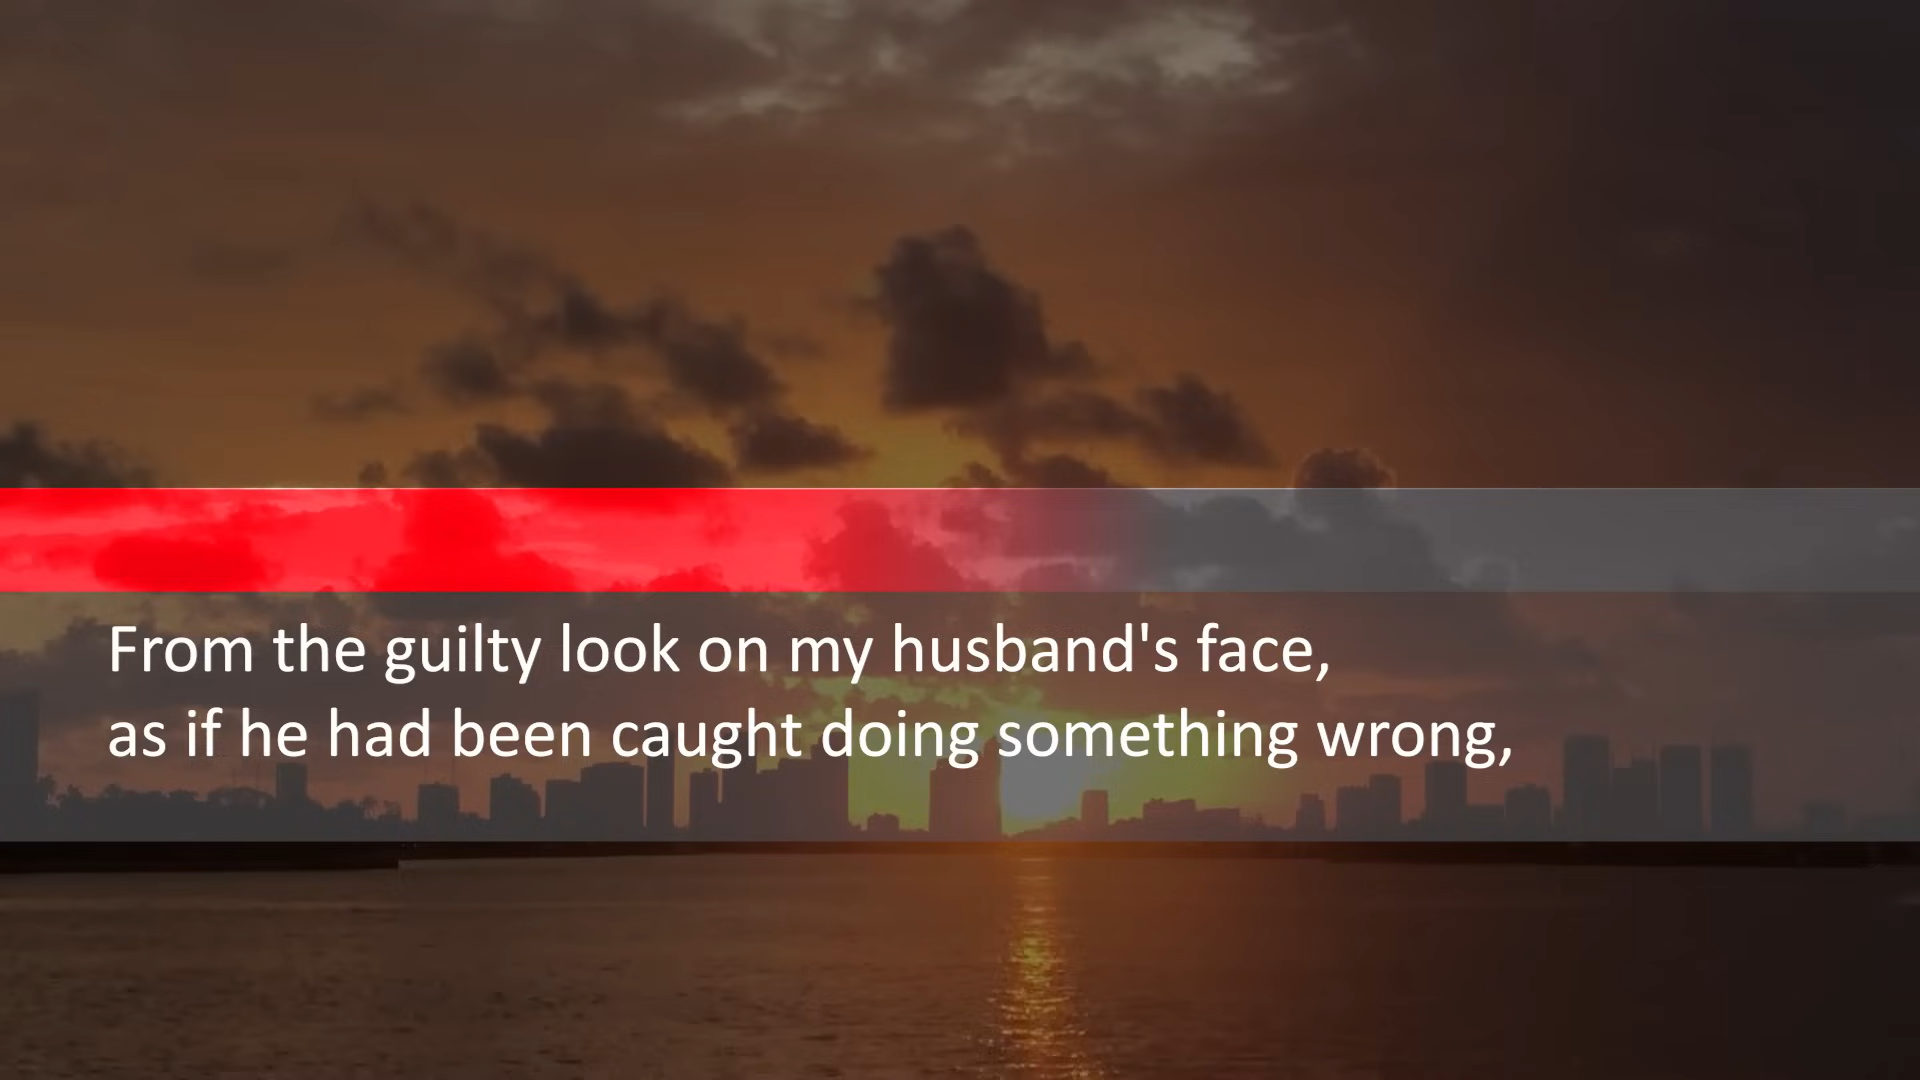 From the guilty look on my husband's face,
as if he had been caught doing something wrong,